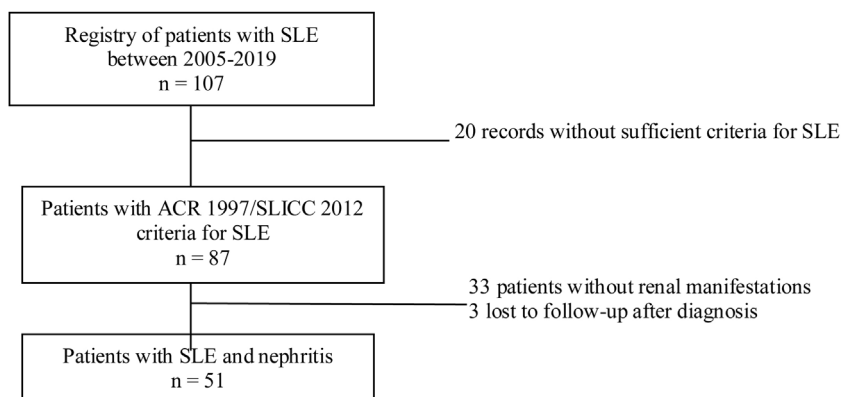 Registry of patients with SLE
between 2005-2019
n = 107
20 records without sufficient criteria for SLE
Patients with ACR 1997/SLICC 2012
criteria for SLE
n = 87
33 patients without renal manifestations
3 lost to follow-up after diagnosis
Patients with SLE and nephritis
n = 51